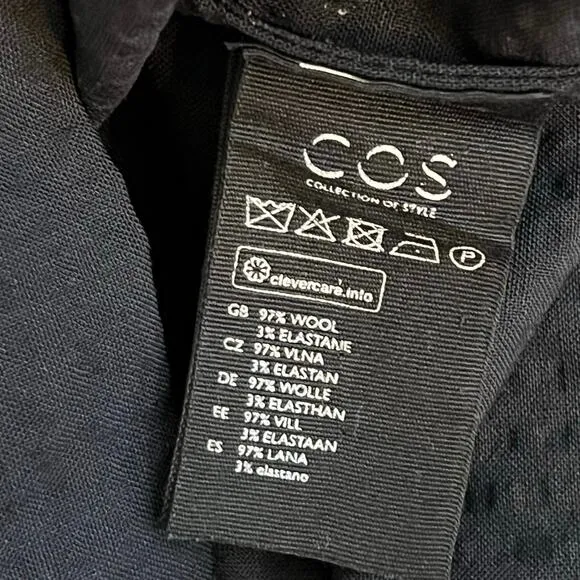 COS
COLLECTION OF STYLE
P
clevercare.info
GB 97% WOOL
3% ELASTANE
CZ 97% VLNA
3% ELASTAN
DE 97% WOLLE
3% ELASTHAN
EE 97% VILL
3% ELASTAAN
ES 97% LANA
3% elastano